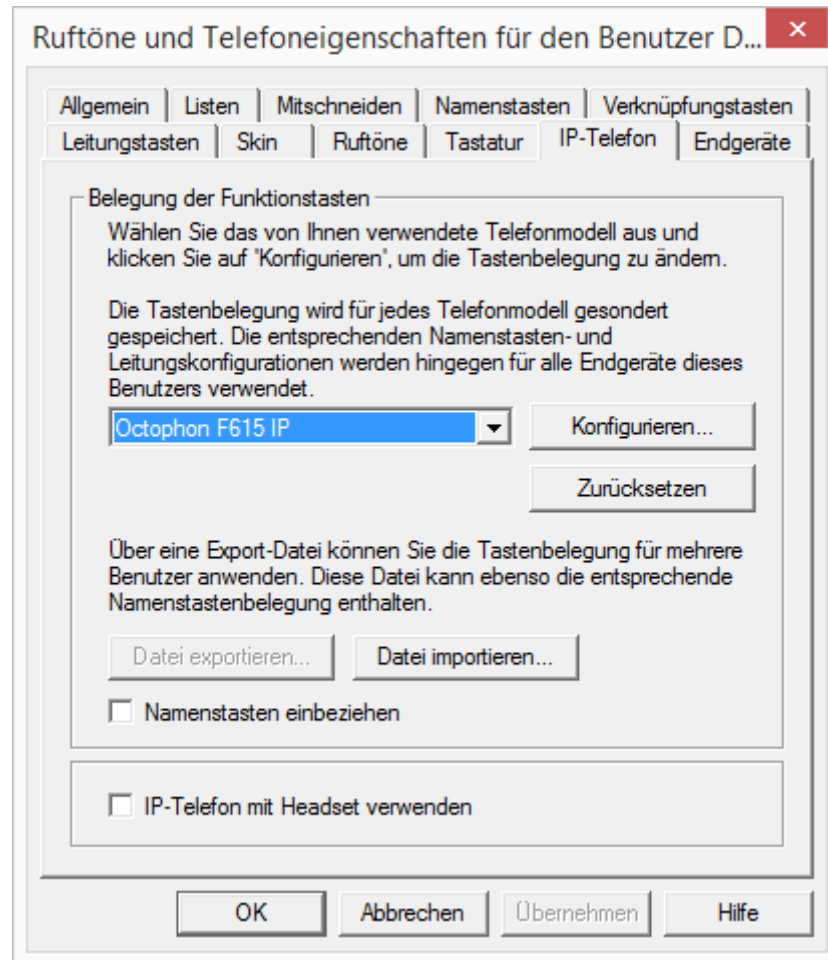 Ruftöne und Telefoneigenschaften für den Benutzer D...
Allgemein Listen Mitschneiden Namenstasten Verknüpfungstasten
Leitungstasten Skin Ruftöne Tastatur IP-Telefon Endgeräte
Belegung der Funktionstasten
Wählen Sie das von Ihnen verwendete Telefonmodell aus und
klicken Sie auf "Konfigurieren", um die Tastenbelegung zu ändern.
Die Tastenbelegung wird für jedes Telefonmodell gesondert
gespeichert. Die entsprechenden Namenstasten- und
Leitungskonfigurationen werden hingegen für alle Endgeräte dieses
Benutzers verwendet.
Octophon F615 IP Konfigurieren...
Zurücksetzen
Über eine Export-Datei können Sie die Tastenbelegung für mehrere
Benutzer anwenden. Diese Datei kann ebenso die entsprechende
Namenstastenbelegung enthalten.
Datei exportieren... Datei importieren...
Namenstasten einbeziehen
IP-Telefon mit Headset verwenden
OK Abbrechen Übernehmen Hilfe